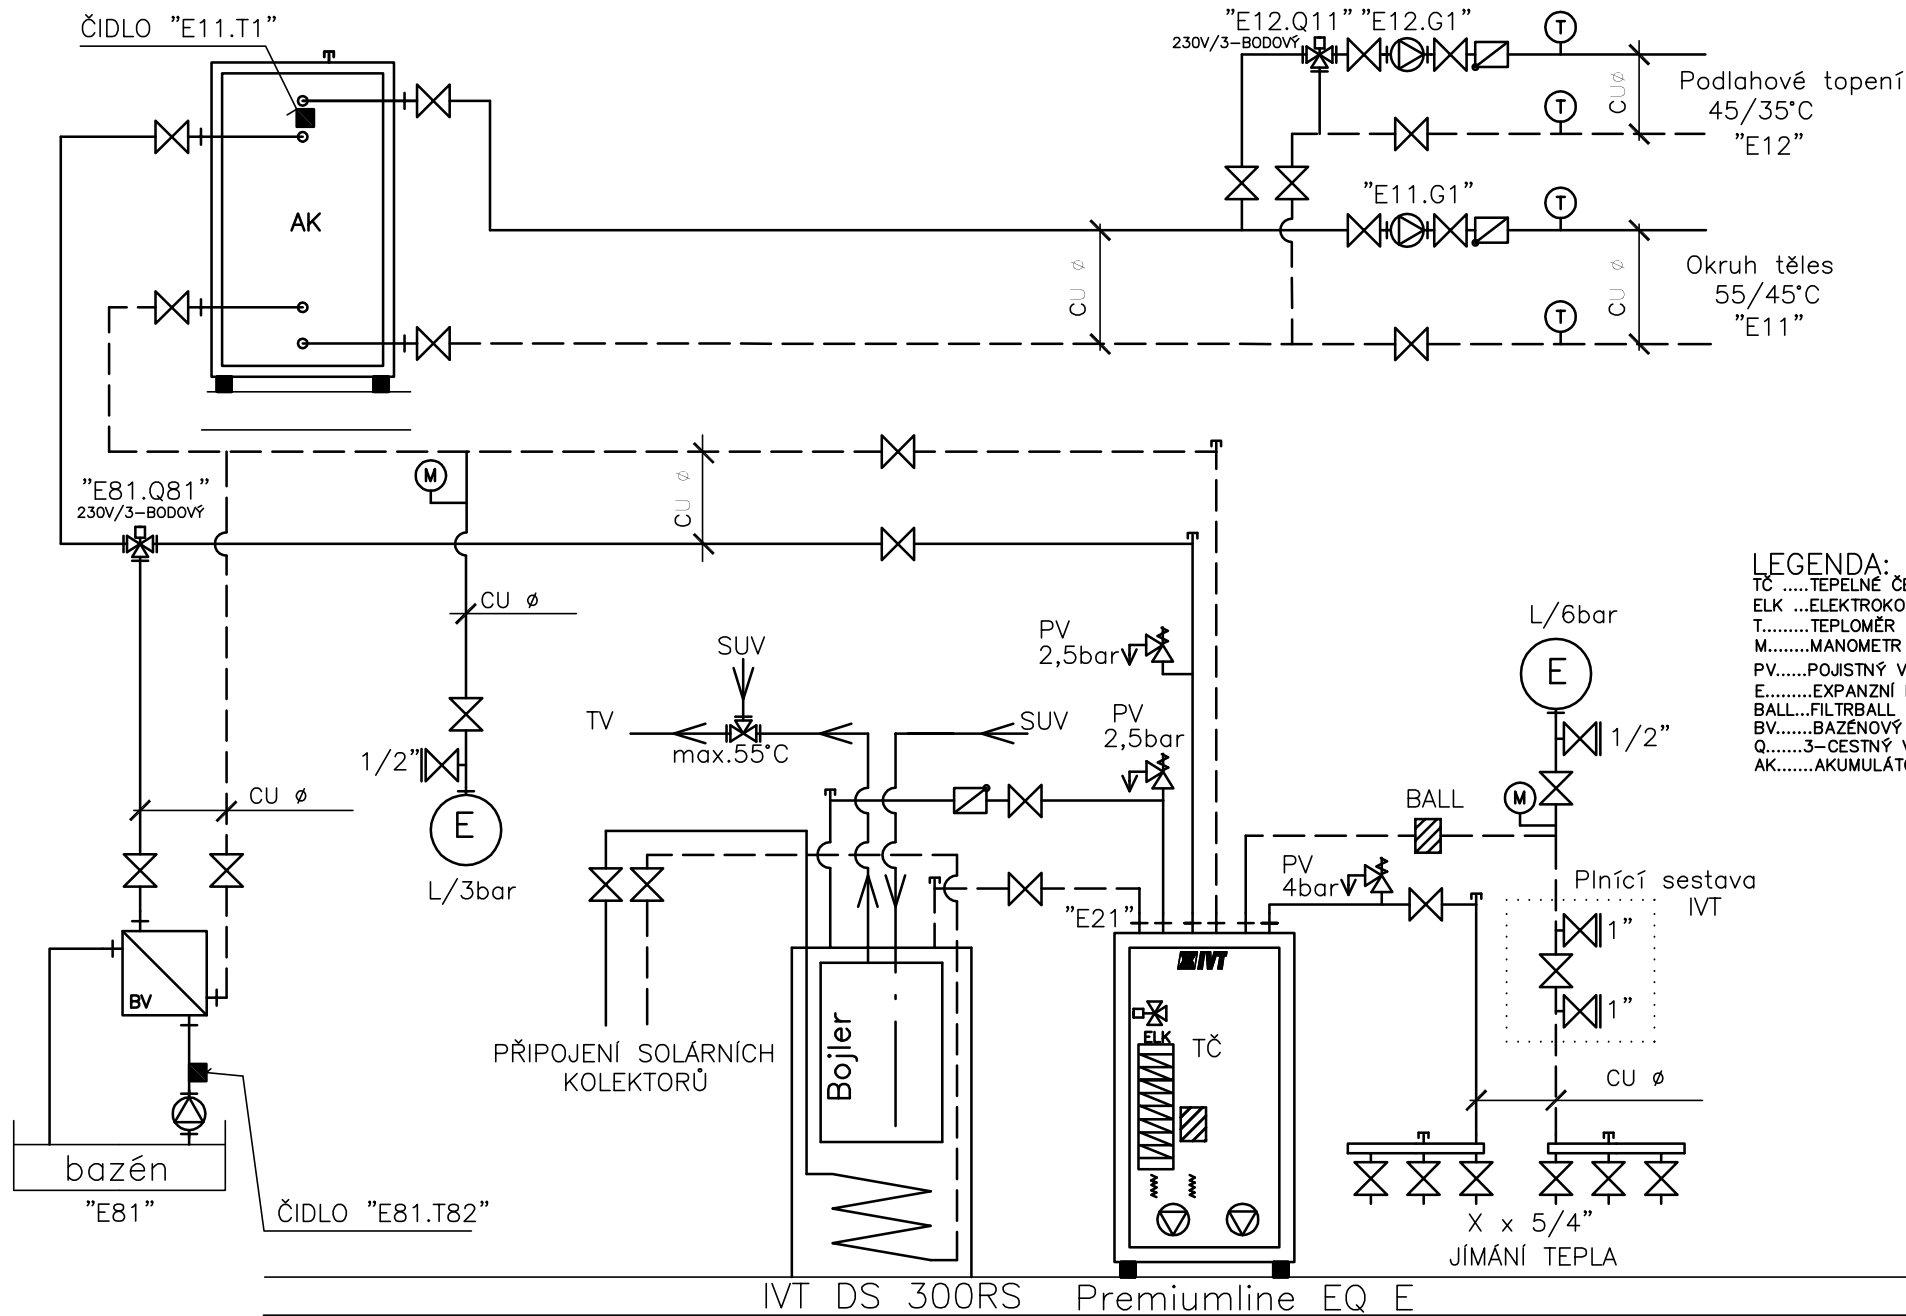 ČIDLO "E11.T1"
"E12.Q11" "E12.G1"
230V/3-BODOVÝ
T
CU ø
Podlahové topení
45/35°C
"E12"
T
AK
"E11.G1"
T
CU ø
CU ø
Okruh těles
55/45°C
"E11"
T
"E81.Q81"
230V/3-BODOVÝ
M
CU ø
CU ø
LEGENDA:
TČ .....TEPELNÉ
ELK ...
T.........TEPLOMĚR
M........MANOMETR
PV......POJISTNÝ
E.........EXPANZNÍ
BALL...FILTRBALL
BV.......BAZÉNOVÝ
Q.......3-CESTNÝ
AK.......
L/6bar
E
1/2"
M
PV
2,5bar
SUV
TV
SUV
max.55°C
PV
2,5bar
1/2"
CU ø
E
L/3bar
BALL
PV
4bar
Plnící sestava
IVT
1"
1"
"E21"
BV
IVT
ELK
TČ
Bojler
PŘIPOJENÍ SOLÁRNÍCH
KOLEKTORŮ
CU ø
bazén
"E81"
ČIDLO "E81.T82"
X x 5/4"
JÍMÁNÍ TEPLA
IVT DS 300RS
Premiumline EQ E